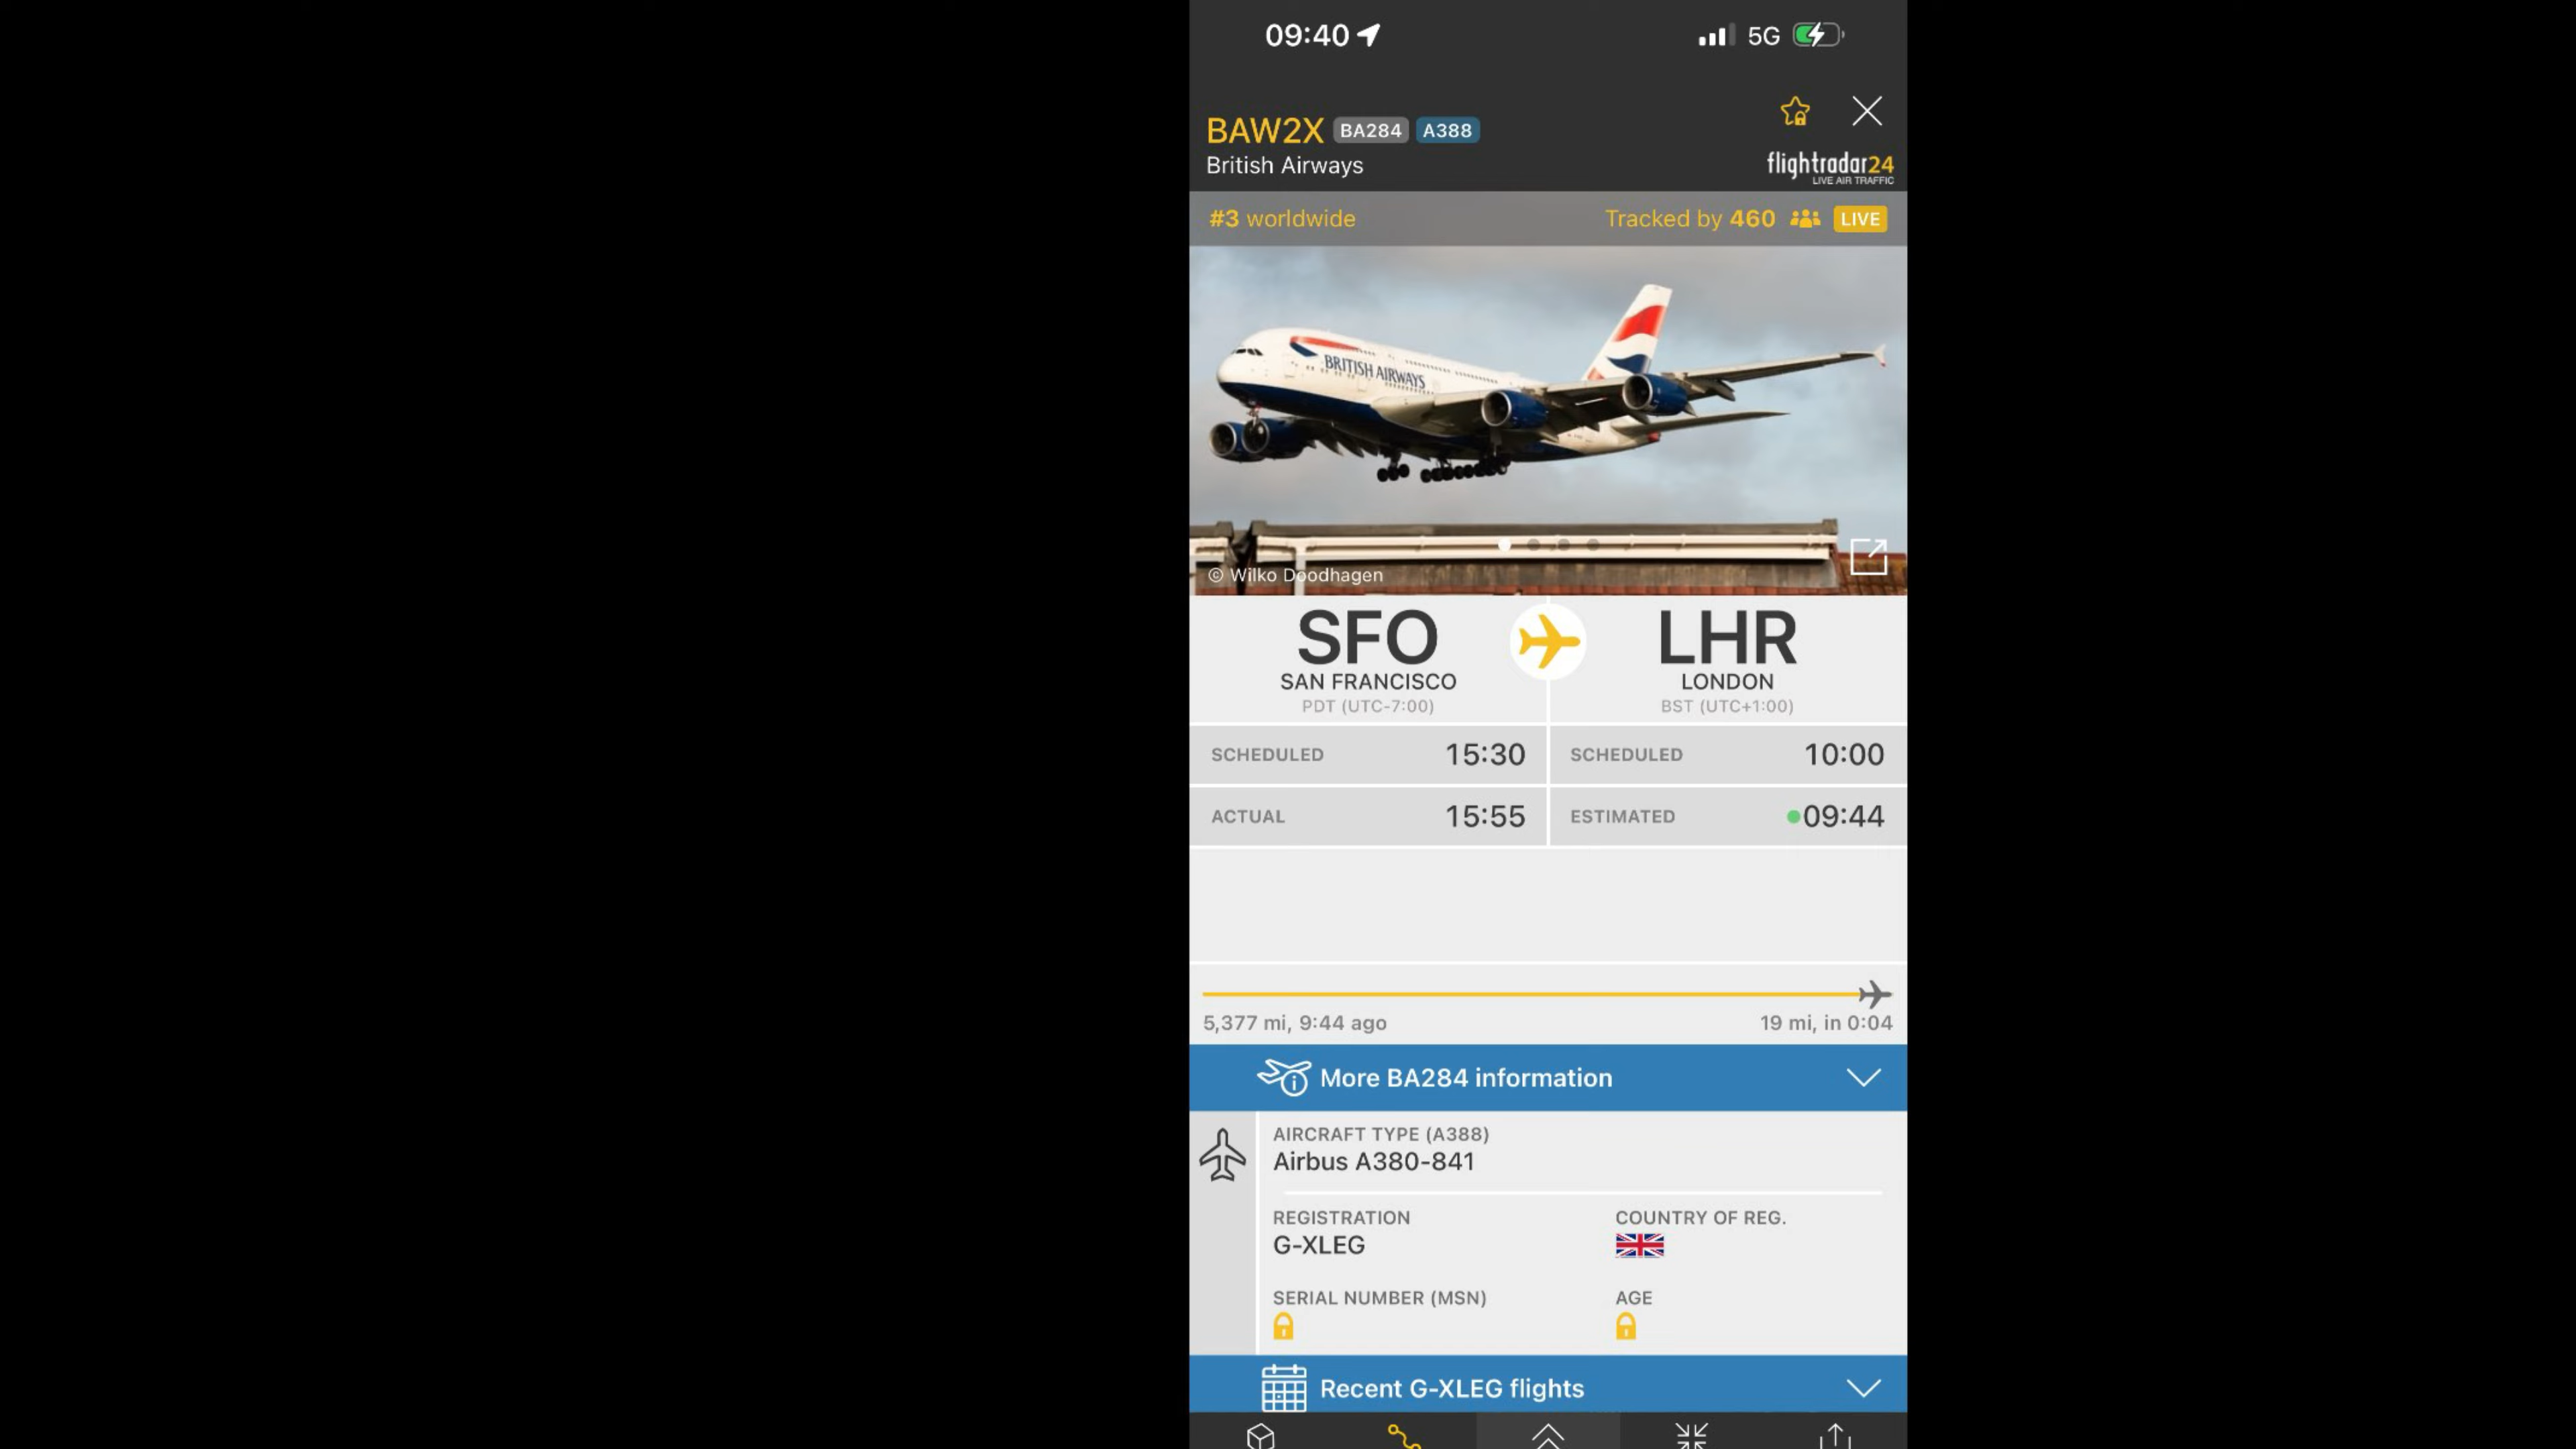 09:40
5G
BAW2X BA284 A388
British Airways
flightradar24
LIVE AIR TRAFFIC
#3 worldwide
Tracked by 460 LIVE
BRITISH AIRWAYS
© Wilko Doodhagen
SFO
SAN FRANCISCO
PDT (UTC-7:00)
LHR
LONDON
BST (UTC+1:00)
SCHEDULED 15:30
SCHEDULED 10:00
ACTUAL 15:55
ESTIMATED 09:44
5,377 mi, 9:44 ago
19 mi, in 0:04
More BA284 information
AIRCRAFT TYPE (A388)
Airbus A380-841
REGISTRATION
G-XLEG
COUNTRY OF REG.
SERIAL NUMBER (MSN)
AGE
Recent G-XLEG flights